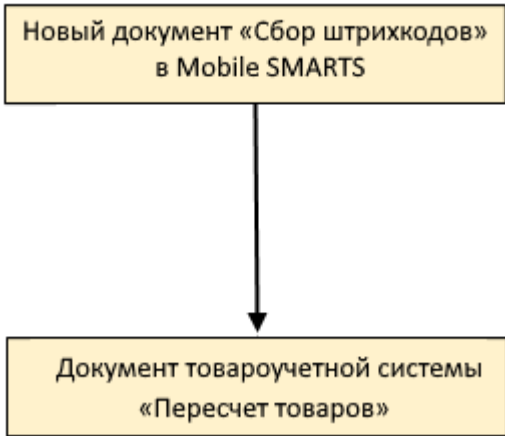 Новый документ «Сбор штрихкодов»
в Mobile SMARTS
Документ товароучетной системы
«Пересчет товаров»